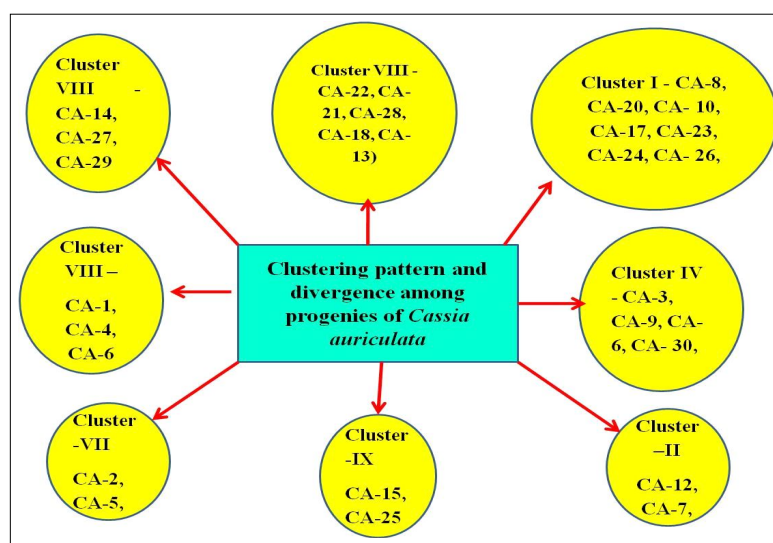 Cluster
VIII -
CA-14,
CA-27,
CA-29
Cluster VIII -
CA-22, CA-
21, CA-28,
CA-18, CA-
13)
Cluster I - CA-8,
CA-20, CA- 10,
CA-17, CA-23,
CA-24, CA- 26,
Cluster
VIII –
CA-1,
CA-4,
CA-6
Clustering pattern and
divergence among
progenies of Cassia
auriculata
Cluster IV
- CA-3,
CA-9, CA-
6, CA- 30,
Cluster
-VII
CA-2,
CA-5,
Cluster
-IX
CA-15,
CA-25
Cluster
–II
CA-12,
CA-7,